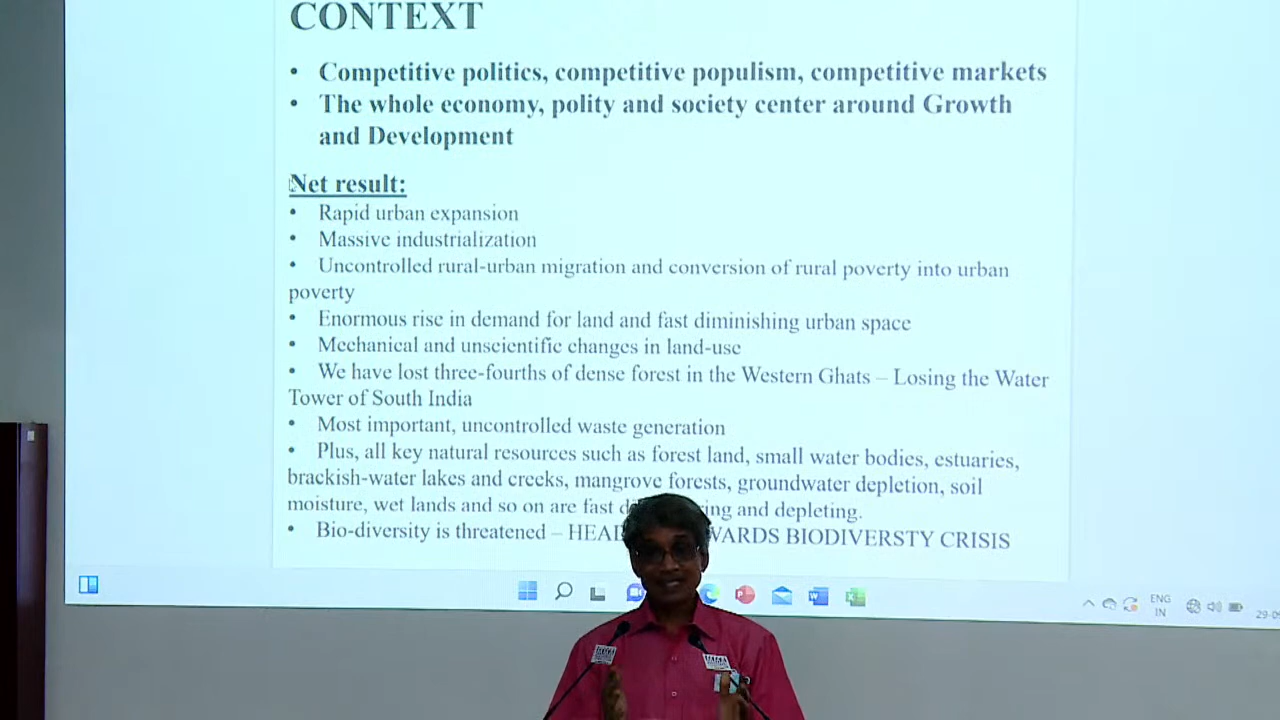 CONTEXT
• Competitive politics, competitive populism, competitive markets
• The whole economy, polity and society center around Growth
and Development
Net result:
• Rapid urban expansion
• Massive industrialization
• Uncontrolled rural-urban migration and conversion of rural poverty into urban
poverty
• Enormous rise in demand for land and fast diminishing urban space
• Mechanical and unscientific changes in land-use
• We have lost three-fourths of dense forest in the Western Ghats – Losing the Water
Tower of South India
• Most important, uncontrolled waste generation
• Plus, all key natural resources such as forest land, small water bodies, estuaries,
brackish-water lakes and creeks, mangrove forests, groundwater depletion, soil
moisture, wet lands and so on are fast and depleting.
• Bio-diversity is threatened – BIODIVERSTY CRISIS
ENG
IN